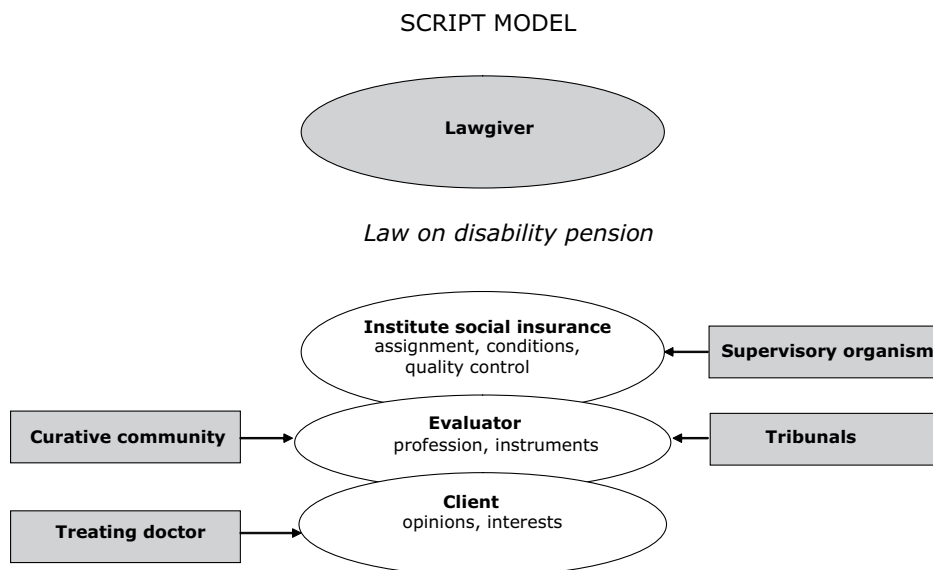 SCRIPT MODEL
Lawgiver
Law on disability pension
Institute social insurance
assignment, conditions,
quality control
Supervisory organism
Curative community
Evaluator
profession, instruments
Tribunals
Client
opinions, interests
Treating doctor